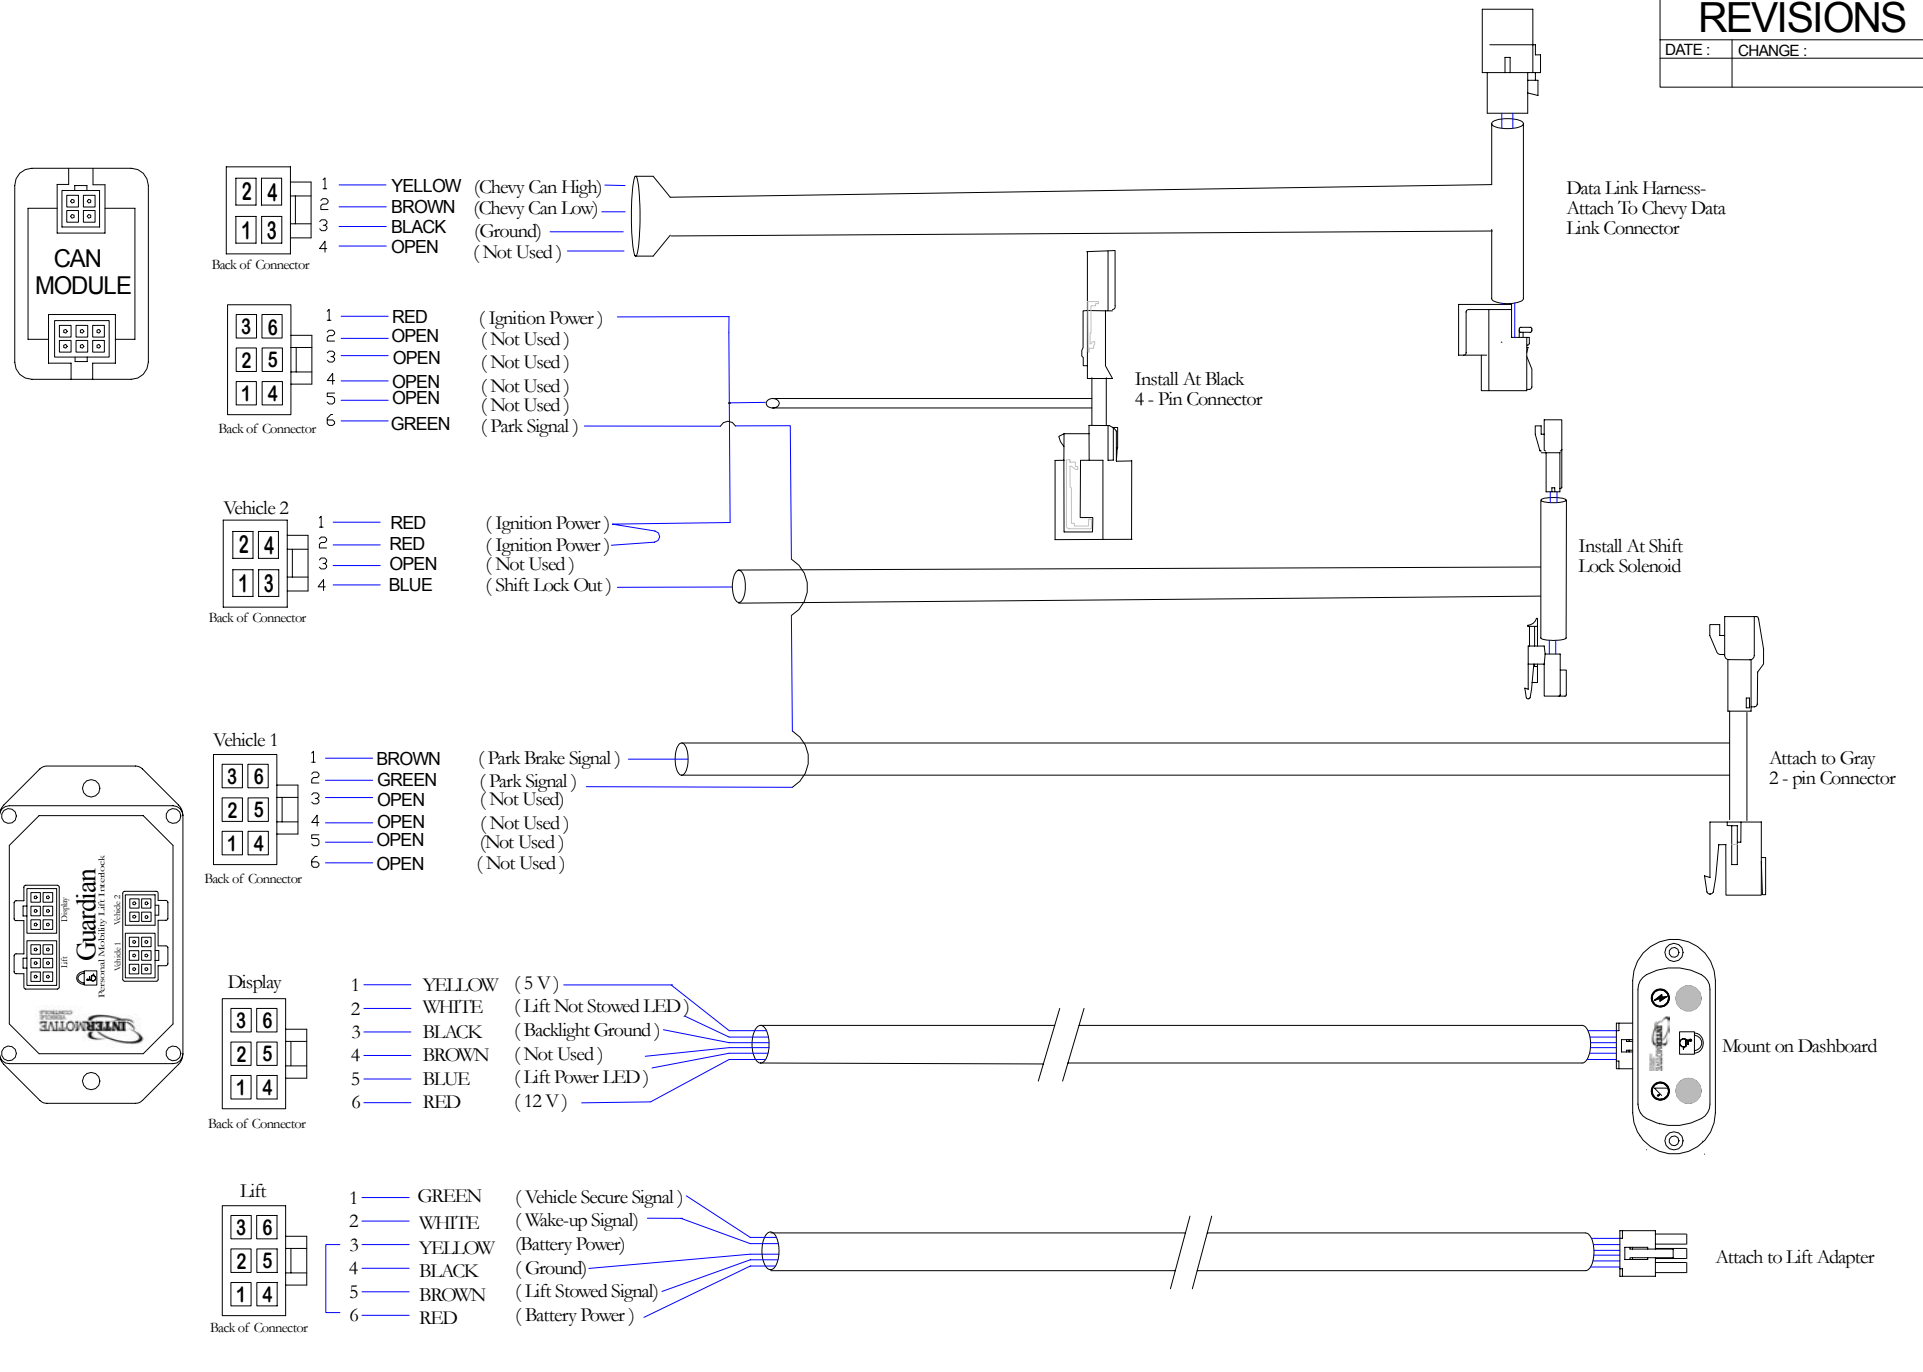 REVISIONS
DATE : CHANGE :
CAN
MODULE
2 4
1 3
Back of Connector
1 YELLOW (Chevy Can High)
2 BROWN (Chevy Can Low)
3 BLACK (Ground)
4 OPEN ( Not Used )
Data Link Harness-
Attach To Chevy Data
Link Connector
3 6
2 5
1 4
Back of Connector
1 RED ( Ignition Power )
2 OPEN ( Not Used )
3 OPEN ( Not Used )
4 OPEN ( Not Used )
5 OPEN ( Not Used )
6 GREEN ( Park Signal )
Install At Black
4 - Pin Connector
Vehicle 2
2 4
1 3
Back of Connector
1 RED ( Ignition Power )
2 RED ( Ignition Power )
3 OPEN ( Not Used )
4 BLUE ( Shift Lock Out )
Install At Shift
Lock Solenoid
Vehicle 1
3 6
2 5
1 4
Back of Connector
1 BROWN ( Park Brake Signal )
2 GREEN ( Park Signal )
3 OPEN ( Not Used)
4 OPEN ( Not Used )
5 OPEN (Not Used )
6 OPEN ( Not Used )
Attach to Gray
2 - pin Connector
Display
Lift
Guardian
Personal Mobility Lift Interlock
Vehicle 2
Vehicle 1
INTERMOTIVE
VEHICLE
CONTROLS
Display
3 6
2 5
1 4
Back of Connector
1 YELLOW ( 5 V )
2 WHITE ( Lift Not Stowed LED )
3 BLACK ( Backlight Ground )
4 BROWN ( Not Used )
5 BLUE ( Lift Power LED )
6 RED ( 12 V )
INTERMOTIVE
Mount on Dashboard
Lift
3 6
2 5
1 4
Back of Connector
1 GREEN ( Vehicle Secure Signal )
2 WHITE ( Wake-up Signal)
3 YELLOW (Battery Power)
4 BLACK ( Ground)
5 BROWN ( Lift Stowed Signal)
6 RED ( Battery Power )
Attach to Lift Adapter